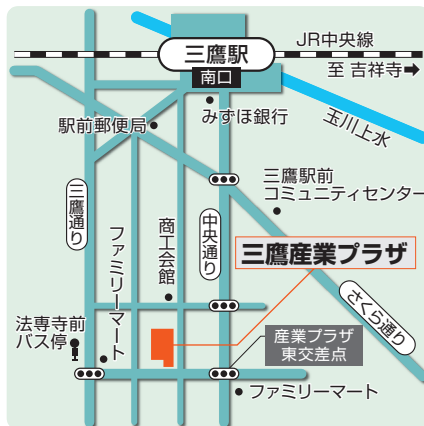 三鷹駅
南口
JR中央線
至 吉祥寺➡
みずほ銀行
玉川上水
駅前郵便局
三鷹駅前
コミュニティセンター
三鷹通り
ファミリーマート
商工会館
中央通り
三鷹産業プラザ
さくら通り
法専寺前
バス停
産業プラザ
東交差点
ファミリーマート